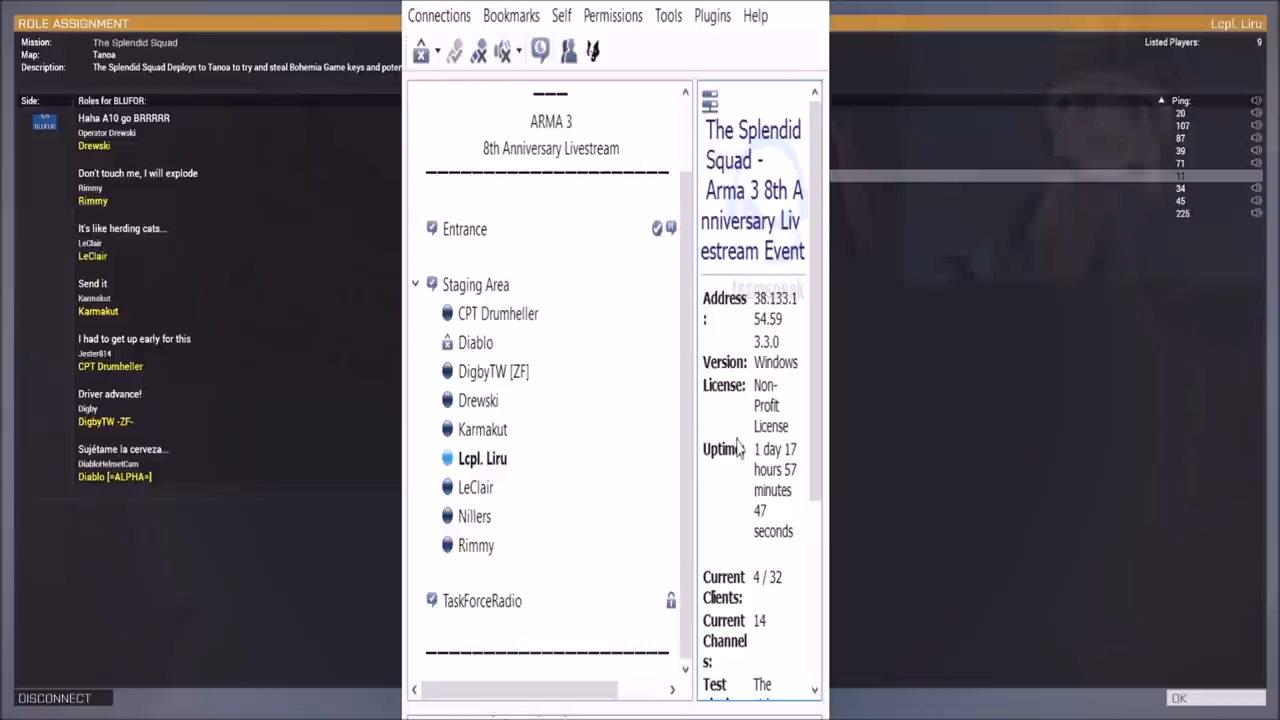 ROLE ASSIGNMENT
Lcpl. Liru
Mission: The Splendid Squad
Map: Tanoa
Description: The Splendid Squad Deploys to Tanoa to try and steal Bohemia Game keys and poten
Listed Players: 9
Side:
Roles for BLUFOR:
BLUFOR
Haha A10 go BRRRRR
Operator Drewski
Drewski
Don't touch me, I will explode
Rimmy
Rimmy
It's like herding cats...
LeClair
LeClair
Send it
Karmakut
Karmakut
I had to get up early for this
Jester814
CPT Drumheller
Driver advance!
Digby
DigbyTW -ZF-
Sujétame la cerveza...
DiabloHelmetCam
Diablo [=ALPHA=]
DISCONNECT
Connections Bookmarks Self Permissions Tools Plugins Help
ARMA 3
8th Anniversary Livestream
Entrance
Staging Area
CPT Drumheller
Diablo
DigbyTW [ZF]
Drewski
Karmakut
Lcpl. Liru
LeClair
Nillers
Rimmy
TaskForceRadio
The Splendid
Squad -
Arma 3 8th A
nniversary Liv
estream Event
teamspeak
Address 38.133.1
: 54.59
3.3.0
Version: Windows
License: Non-
Profit
License
Uptime 1 day 17
hours 57
minutes
47
seconds
Current 4 / 32
Clients:
Current 14
Channel
s:
Test The
Ping:
20
107
87
39
71
11
34
45
225
OK